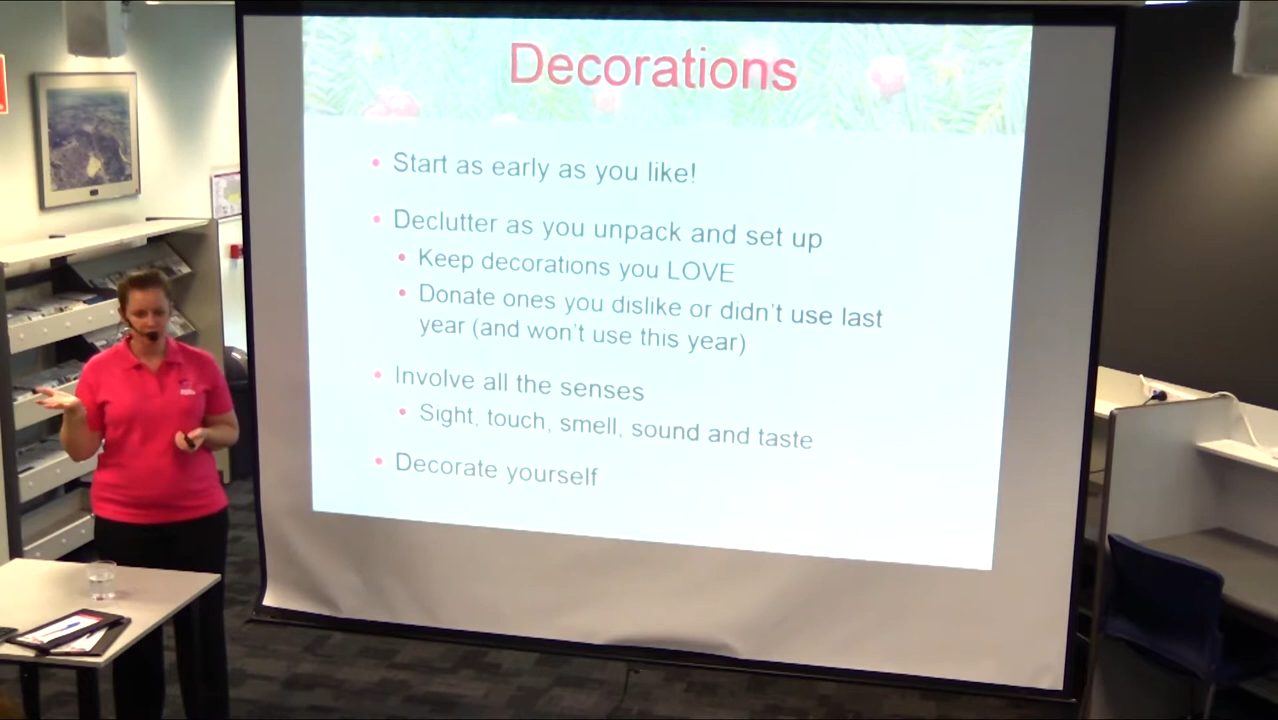 Decorations
• Start as early as you like!
• Declutter as you unpack and set up
• Keep decorations you LOVE
• Donate ones you dislike or didn't use last
year (and won't use this year)
• Involve all the senses
• Sight, touch, smell, sound and taste
• Decorate yourself